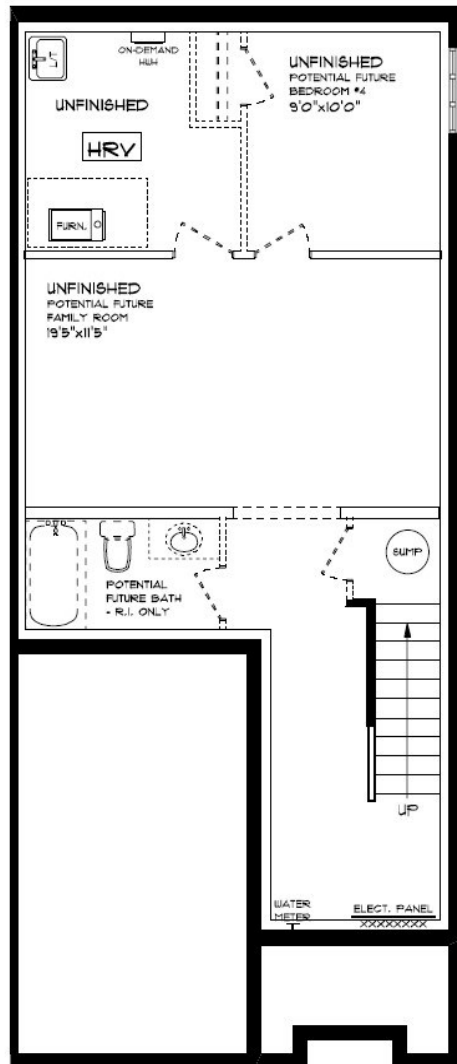 LT
ON-DEMAND
HWH
UNFINISHED
HRV
FURN.
UNFINISHED
POTENTIAL FUTURE
BEDROOM #4
9'0"x10'0"
UNFINISHED
POTENTIAL FUTURE
FAMILY ROOM
19'5"x11'5"
POTENTIAL
FUTURE BATH
- R.I. ONLY
SUMP
UP
WATER
METER
ELECT. PANEL